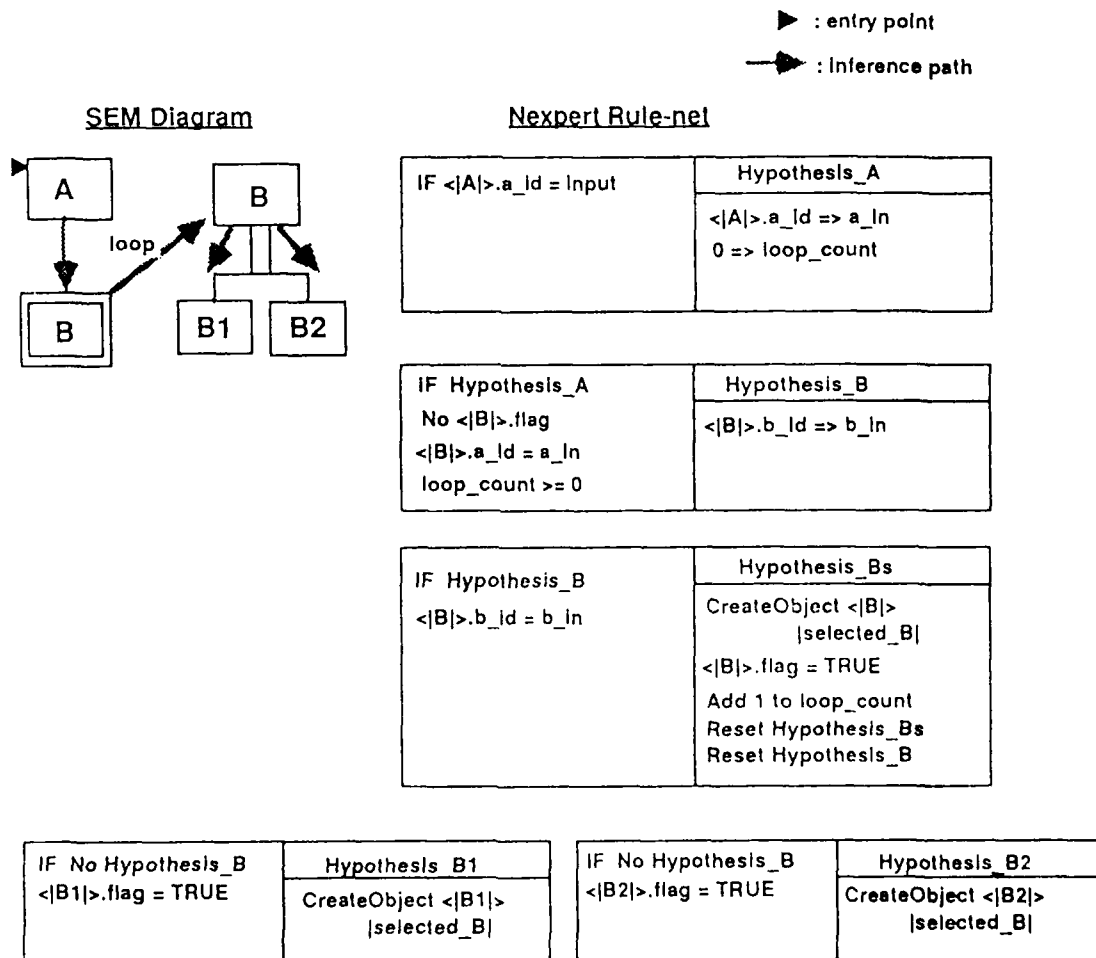 : entry point
: Inference path
SEM Diagram
Nexpert Rule-net
A
B
loop
B
B1
B2
IF <|A|>.a_id = Input
Hypothesis_A
<|A|>.a_id => a_in
0 => loop_count
IF Hypothesis_A
No <|B|>.flag
<|B|>.a_id = a_in
loop_count >= 0
Hypothesis_B
<|B|>.b_id => b_in
IF Hypothesis_B
<|B|>.b_id = b_in
Hypothesis_Bs
CreateObject <|B|>
|selected_B|
<|B|>.flag = TRUE
Add 1 to loop_count
Reset Hypothesis_Bs
Reset Hypothesis_B
IF No Hypothesis_B
<|B1|>.flag = TRUE
Hypothesis_B1
CreateObject <|B1|>
|selected_B|
IF No Hypothesis_B
<|B2|>.flag = TRUE
Hypothesis_B2
CreateObject <|B2|>
|selected_B|